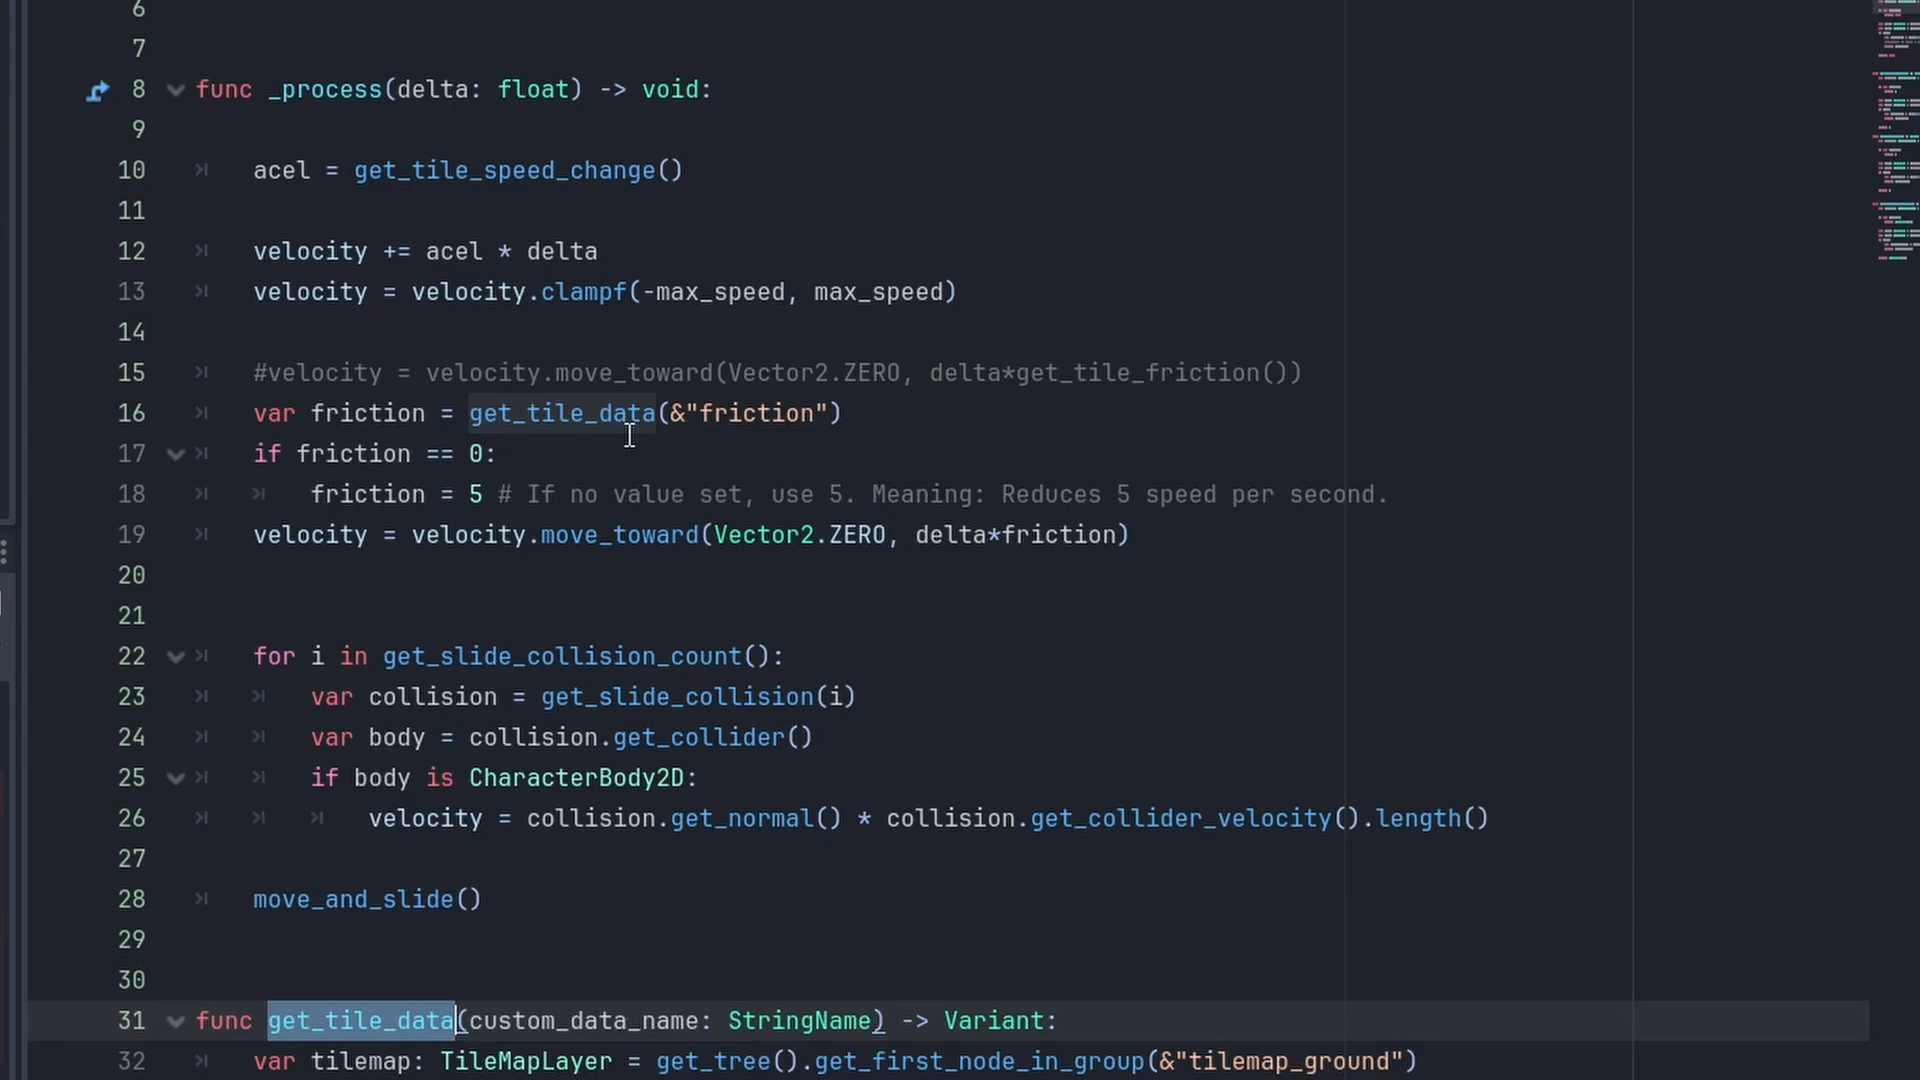 6
7
8 func _process(delta: float) -> void:
9
10 acel = get_tile_speed_change()
11
12 velocity += acel * delta
13 velocity = velocity.clampf(-max_speed, max_speed)
14
15 #velocity = velocity.move_toward(Vector2.ZERO, delta*get_tile_friction())
16 var friction = get_tile_data(&"friction")
17 if friction == 0:
18 friction = 5 # If no value set, use 5. Meaning: Reduces 5 speed per second.
19 velocity = velocity.move_toward(Vector2.ZERO, delta*friction)
20
21
22 for i in get_slide_collision_count():
23 var collision = get_slide_collision(i)
24 var body = collision.get_collider()
25 if body is CharacterBody2D:
26 velocity = collision.get_normal() * collision.get_collider_velocity().length()
27
28 move_and_slide()
29
30
31 func get_tile_data(custom_data_name: StringName) -> Variant:
32 var tilemap: TileMapLayer = get_tree().get_first_node_in_group(&"tilemap_ground")